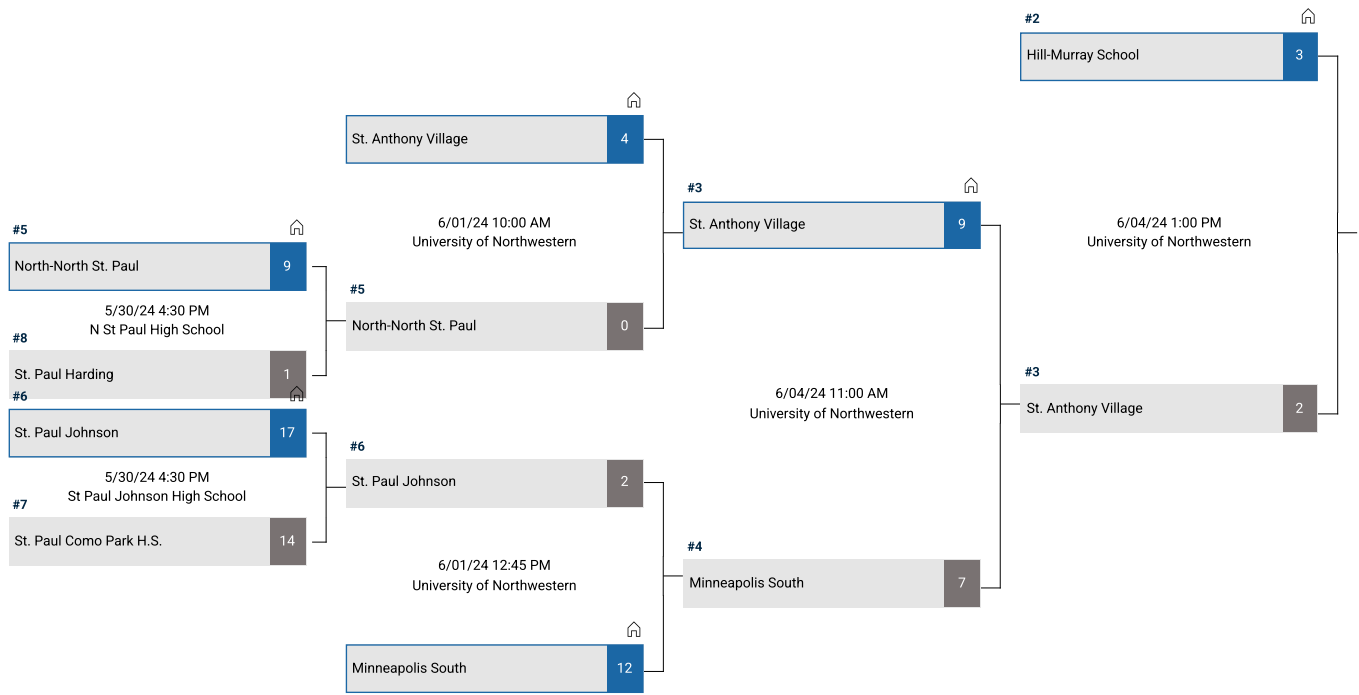 #2
Hill-Murray School 3
St. Anthony Village 4
6/01/24 10:00 AM
University of Northwestern
#5
North-North St. Paul 0
#5
North-North St. Paul 9
5/30/24 4:30 PM
N St Paul High School
#8
St. Paul Harding 1
#6
St. Paul Johnson 17
5/30/24 4:30 PM
St Paul Johnson High School
#7
St. Paul Como Park H.S. 14
#6
St. Paul Johnson 2
6/01/24 12:45 PM
University of Northwestern
Minneapolis South 12
#3
St. Anthony Village 9
6/04/24 11:00 AM
University of Northwestern
#4
Minneapolis South 7
6/04/24 1:00 PM
University of Northwestern
#3
St. Anthony Village 2